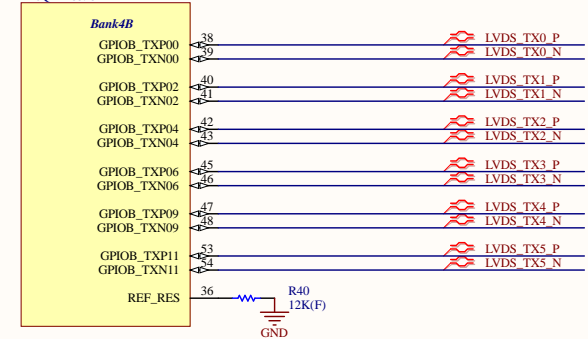 Bank4B
GPIOB_TXP00 38 LVDS_TX0_P
GPIOB_TXN00 39 LVDS_TX0_N
GPIOB_TXP02 40 LVDS_TX1_P
GPIOB_TXN02 41 LVDS_TX1_N
GPIOB_TXP04 42 LVDS_TX2_P
GPIOB_TXN04 43 LVDS_TX2_N
GPIOB_TXP06 45 LVDS_TX3_P
GPIOB_TXN06 46 LVDS_TX3_N
GPIOB_TXP09 47 LVDS_TX4_P
GPIOB_TXN09 48 LVDS_TX4_N
GPIOB_TXP11 53 LVDS_TX5_P
GPIOB_TXN11 54 LVDS_TX5_N
REF_RES 36 R40
12K(F)
GND